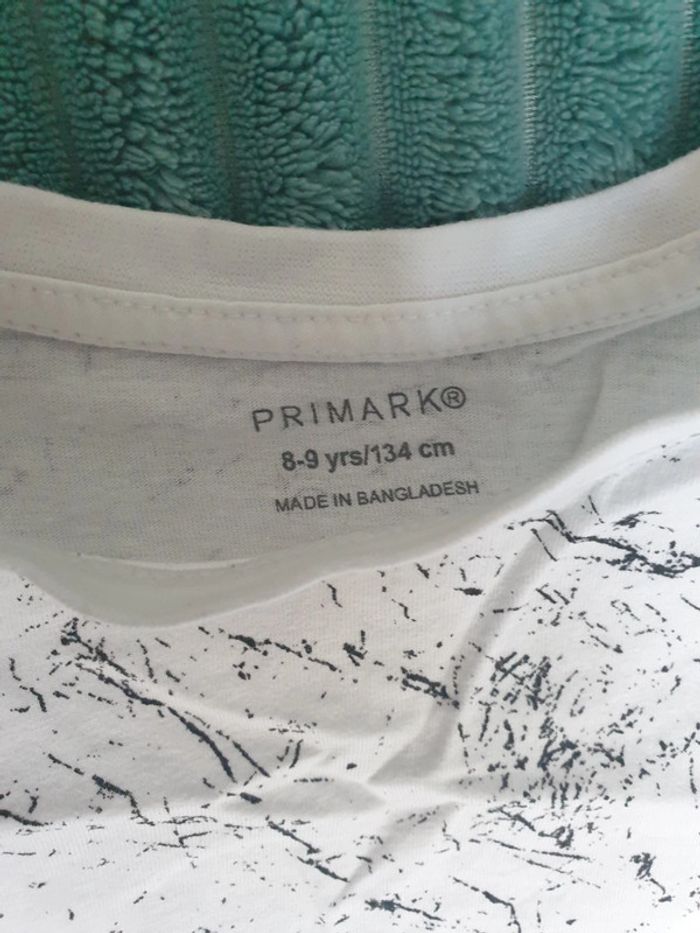 PRIMARK®
8-9 yrs/134 cm
MADE IN BANGLADESH